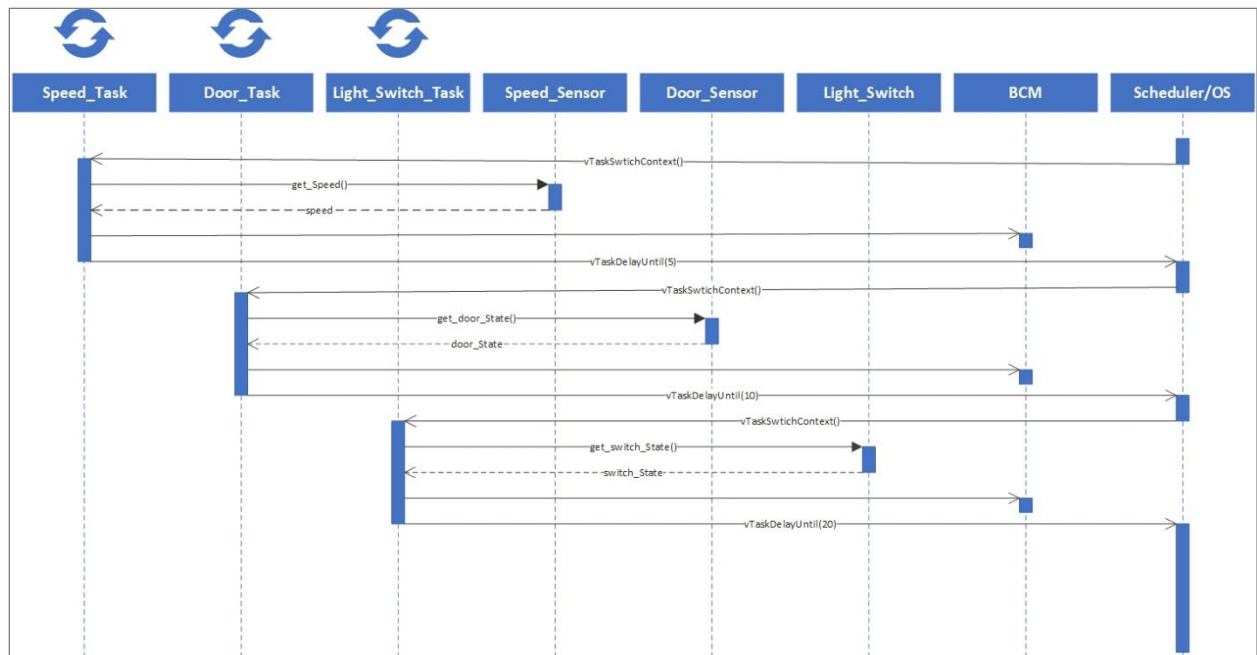 Speed_Task Door_Task Light_Switch_Task Speed_Sensor Door_Sensor Light_Switch BCM Scheduler/OS
vTaskSwtichContext()
get_Speed()
speed
vTaskDelayUntil(5)
vTaskSwtichContext()
get_door_State()
door_State
vTaskDelayUntil(10)
vTaskSwtichContext()
get_switch_State()
switch_State
vTaskDelayUntil(20)